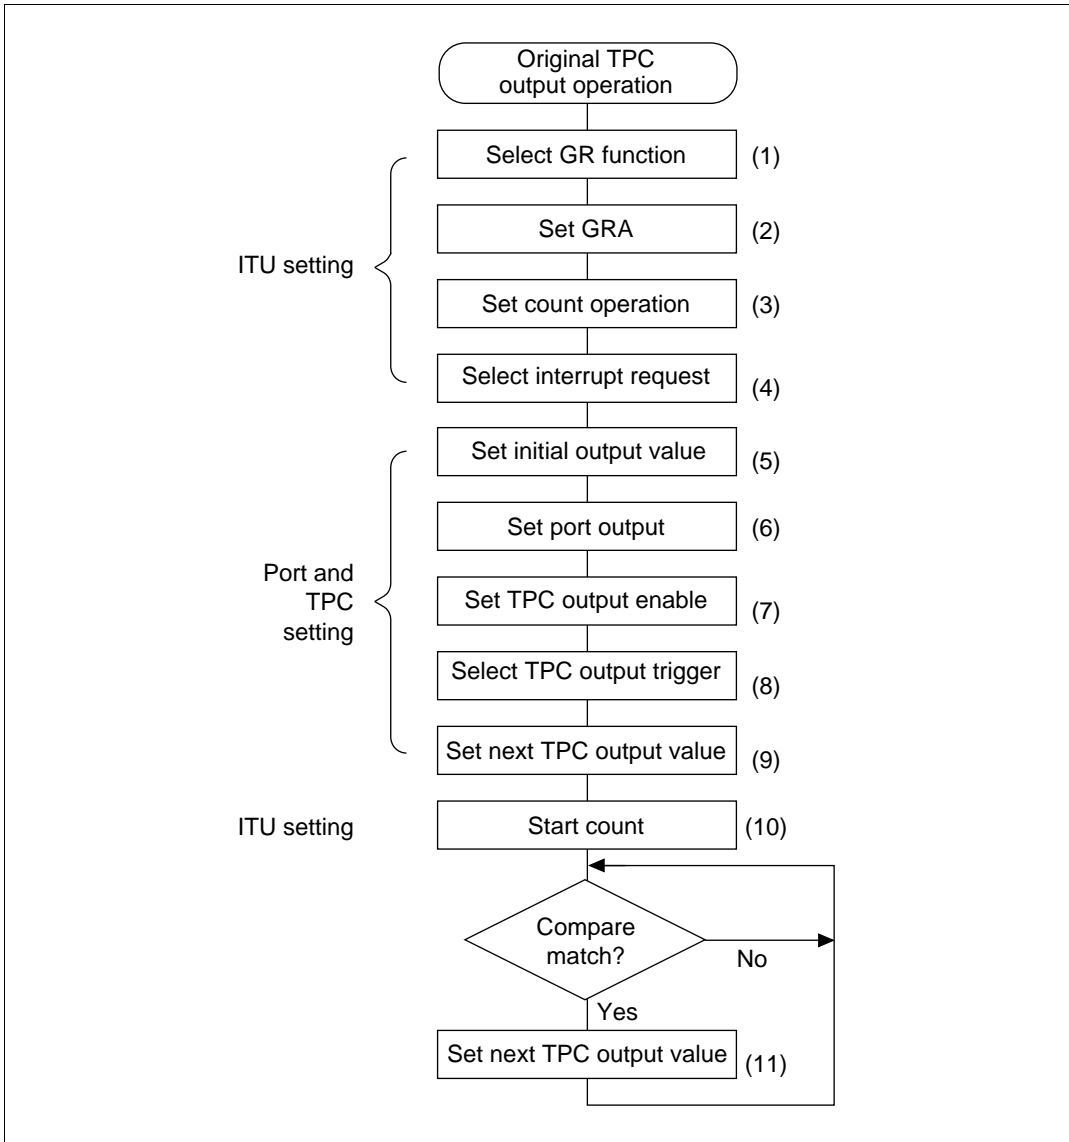 Original TPC
output operation
Select GR function (1)
Set GRA (2)
ITU setting
Set count operation (3)
Select interrupt request (4)
Set initial output value (5)
Set port output (6)
Port and
TPC
setting
Set TPC output enable (7)
Select TPC output trigger (8)
Set next TPC output value (9)
ITU setting
Start count (10)
Compare
match?
No
Yes
Set next TPC output value (11)